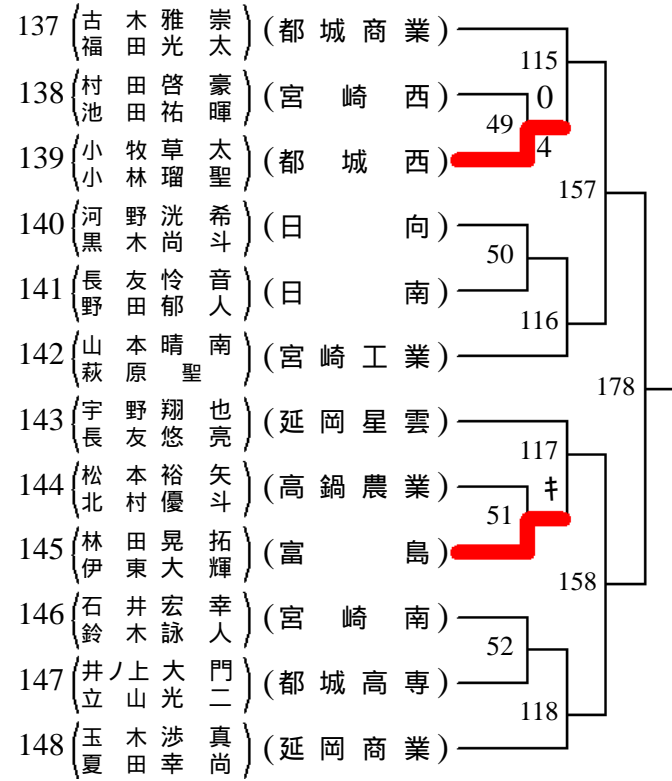 137 古木雅崇 (都城商業)
福田光太
115
138 村田啓豪 (宮崎西) 0
池田祐暉
49
4
139 小牧草太 (都城西)
小林瑠聖
157
140 河野洸希 (日向)
黒木尚斗
50
141 長友怜音 (日南)
野田郁人
116
142 山本晴南 (宮崎工業)
萩原聖
178
143 宇野翔也 (延岡星雲)
長友悠亮
117
144 松本裕矢 (高鍋農業) キ
北村優斗
51
145 林田晃拓 (富島)
伊東大輝
158
146 石井宏幸 (宮崎南)
鈴木詠人
52
147 井ノ上大門 (都城高専)
立山光二
118
148 玉木渉真 (延岡商業)
夏田幸尚